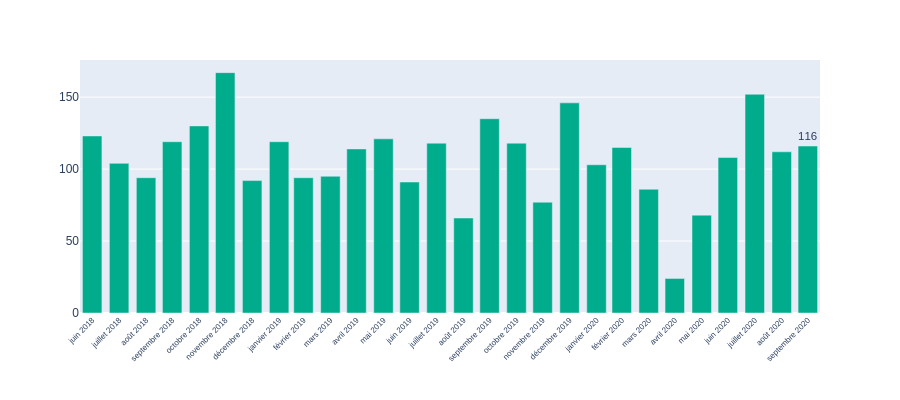 150
100
50
0
116
juin 2018
juillet 2018
août 2018
septembre 2018
octobre 2018
novembre 2018
décembre 2018
janvier 2019
février 2019
mars 2019
avril 2019
mai 2019
juin 2019
juillet 2019
août 2019
septembre 2019
octobre 2019
novembre 2019
décembre 2019
janvier 2020
février 2020
mars 2020
avril 2020
mai 2020
juin 2020
juillet 2020
août 2020
septembre 2020